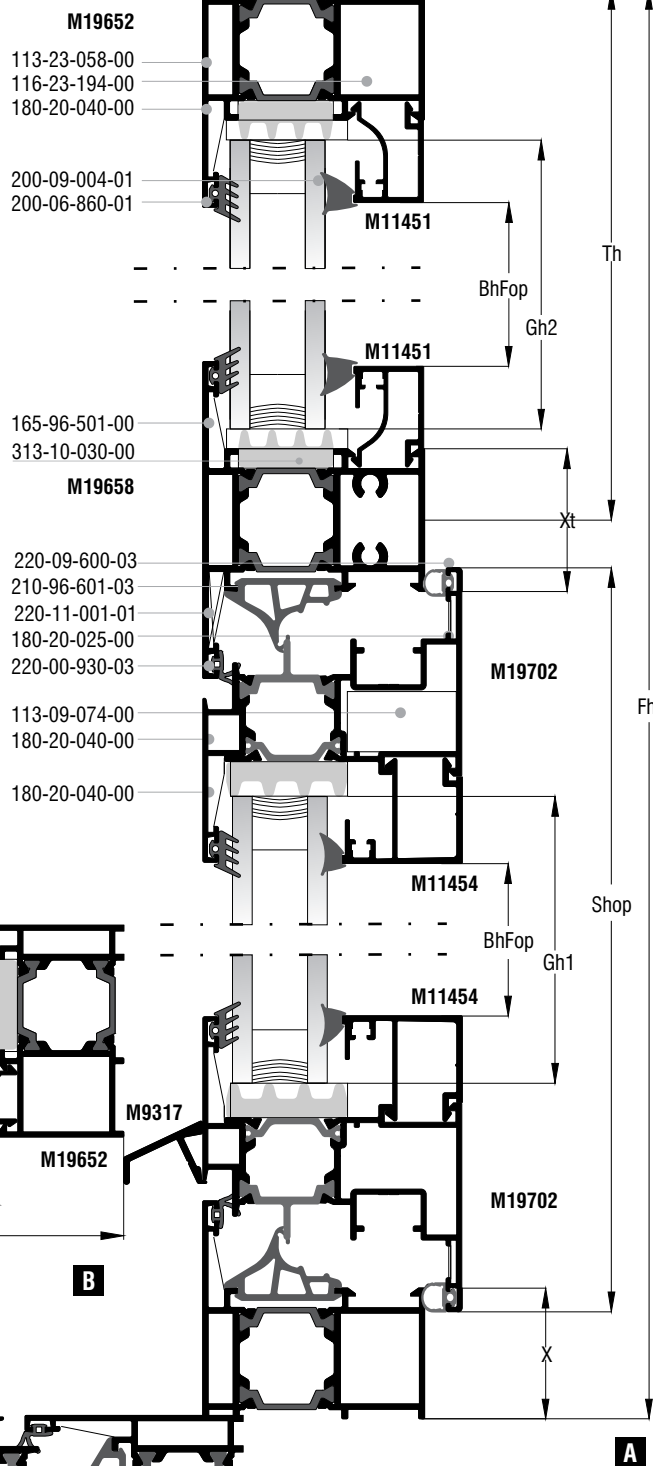 M19652
113-23-058-00
116-23-194-00
180-20-040-00
200-09-004-01
200-06-860-01
M11451
Th
BhFop
Gh2
M11451
165-96-501-00
313-10-030-00
M19658
Xt
220-09-600-03
210-96-601-03
220-11-001-01
180-20-025-00
220-00-930-03
M19702
Fh
113-09-074-00
180-20-040-00
180-20-040-00
M11454
Shop
BhFop
Gh1
M11454
M9317
M19652
M19702
B
X
A